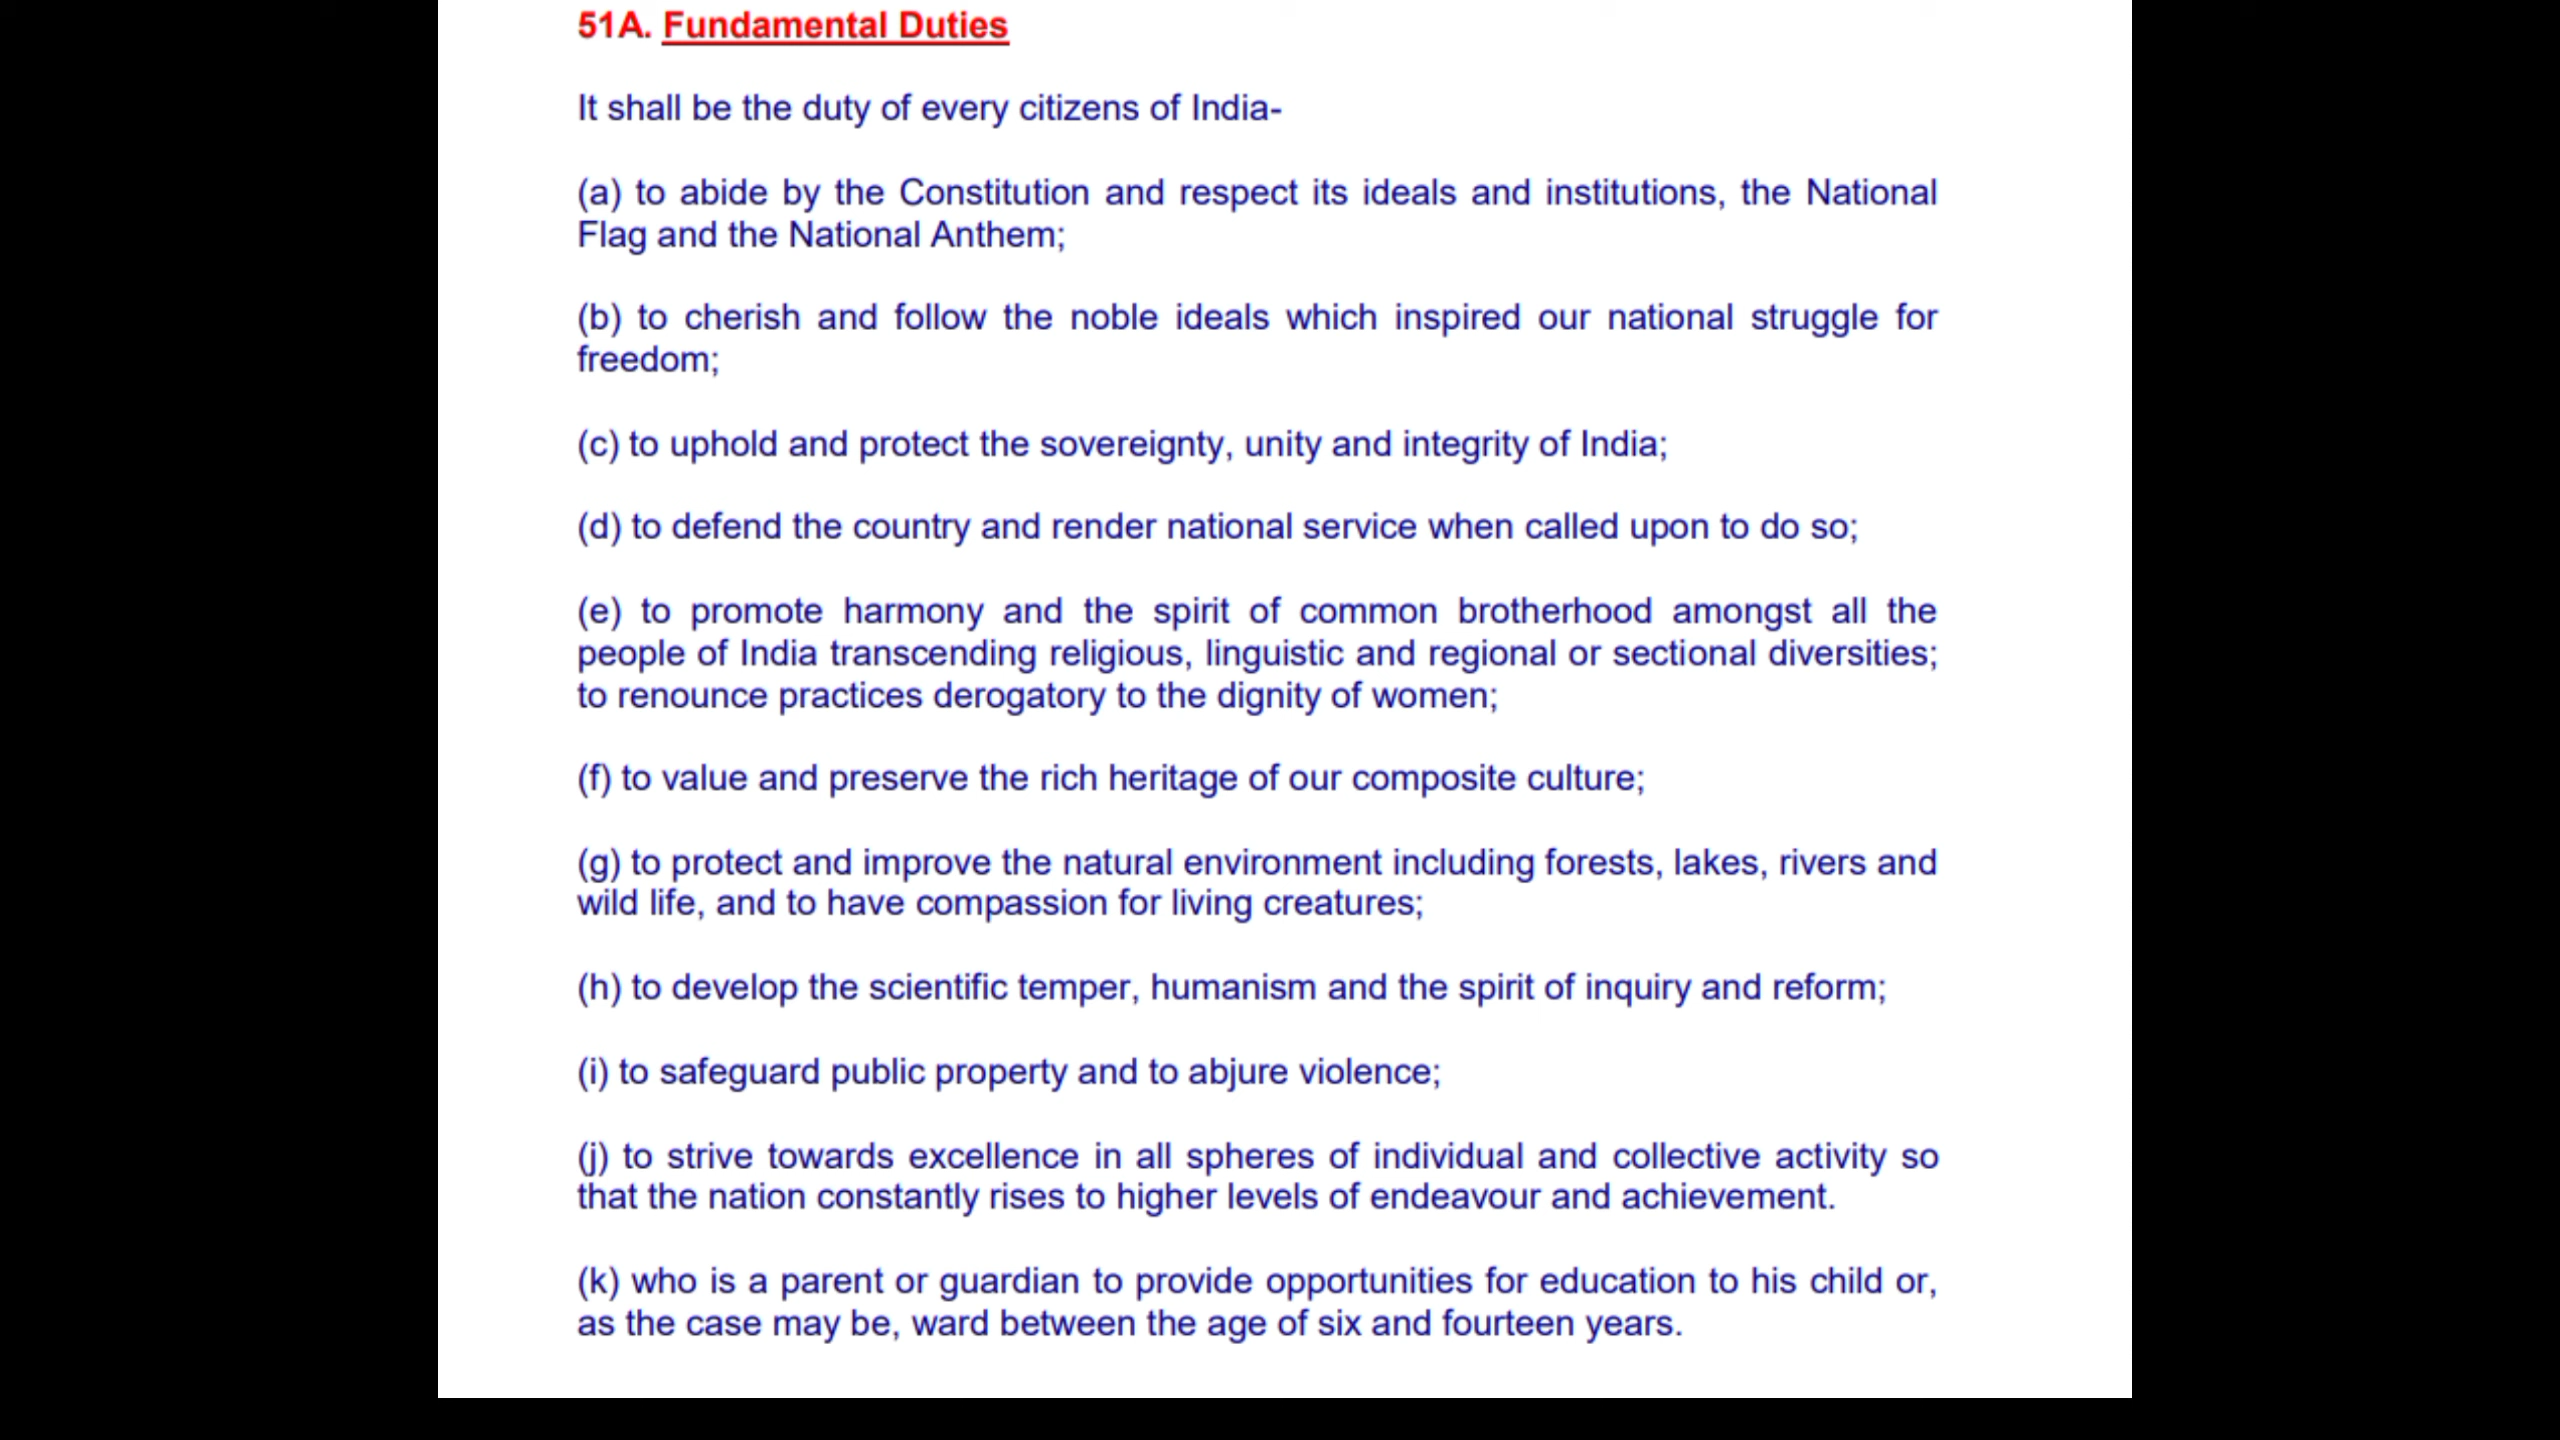 51A. Fundamental Duties
It shall be the duty of every citizens of India-
(a) to abide by the Constitution and respect its ideals and institutions, the National
Flag and the National Anthem;
(b) to cherish and follow the noble ideals which inspired our national struggle for
freedom;
(c) to uphold and protect the sovereignty, unity and integrity of India;
(d) to defend the country and render national service when called upon to do so;
(e) to promote harmony and the spirit of common brotherhood amongst all the
people of India transcending religious, linguistic and regional or sectional diversities;
to renounce practices derogatory to the dignity of women;
(f) to value and preserve the rich heritage of our composite culture;
(g) to protect and improve the natural environment including forests, lakes, rivers and
wild life, and to have compassion for living creatures;
(h) to develop the scientific temper, humanism and the spirit of inquiry and reform;
(i) to safeguard public property and to abjure violence;
(j) to strive towards excellence in all spheres of individual and collective activity so
that the nation constantly rises to higher levels of endeavour and achievement.
(k) who is a parent or guardian to provide opportunities for education to his child or,
as the case may be, ward between the age of six and fourteen years.